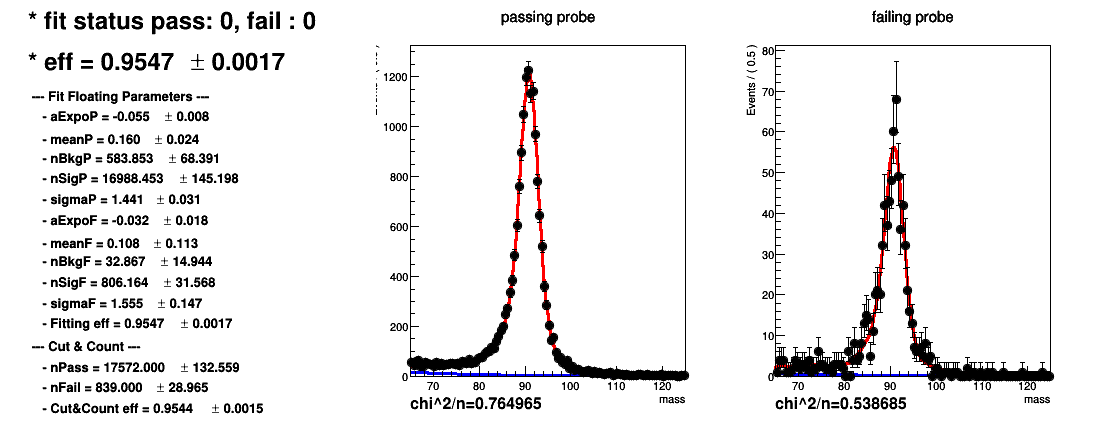 * fit status pass: 0, fail : 0
* eff = 0.9547 ± 0.0017
--- Fit Floating Parameters ---
- aExpoP = -0.055 ± 0.008
- meanP = 0.160 ± 0.024
- nBkgP = 583.853 ± 68.391
- nSigP = 16988.453 ± 145.198
- sigmaP = 1.441 ± 0.031
- aExpoF = -0.032 ± 0.018
- meanF = 0.108 ± 0.113
- nBkgF = 32.867 ± 14.944
- nSigF = 806.164 ± 31.568
- sigmaF = 1.555 ± 0.147
- Fitting eff = 0.9547 ± 0.0017
--- Cut & Count ---
- nPass = 17572.000 ± 132.559
- nFail = 839.000 ± 28.965
- Cut&Count eff = 0.9544 ± 0.0015
passing probe
1200
1000
800
600
400
200
0
70 80 90 100 110 120
mass
chi^2/n=0.764965
failing probe
Events / ( 0.5 )
80
70
60
50
40
30
20
10
0
70 80 90 100 110 120
mass
chi^2/n=0.538685